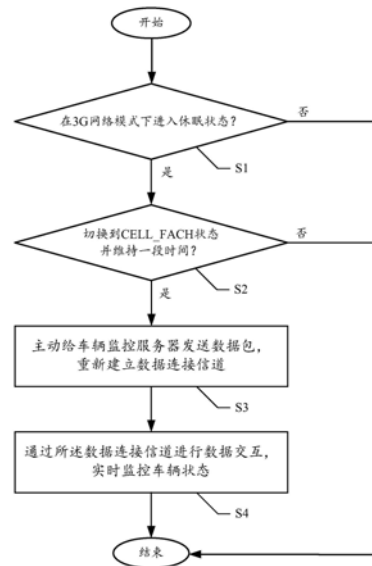 开始
在3G网络模式下进入休眠状态？
否
S1
是
切换到CELL_FACH状态
并维持一段时间？
否
S2
是
主动给车辆监控服务器发送数据包，
重新建立数据连接信道
S3
通过所述数据连接信道进行数据交互，
实时监控车辆状态
S4
结束